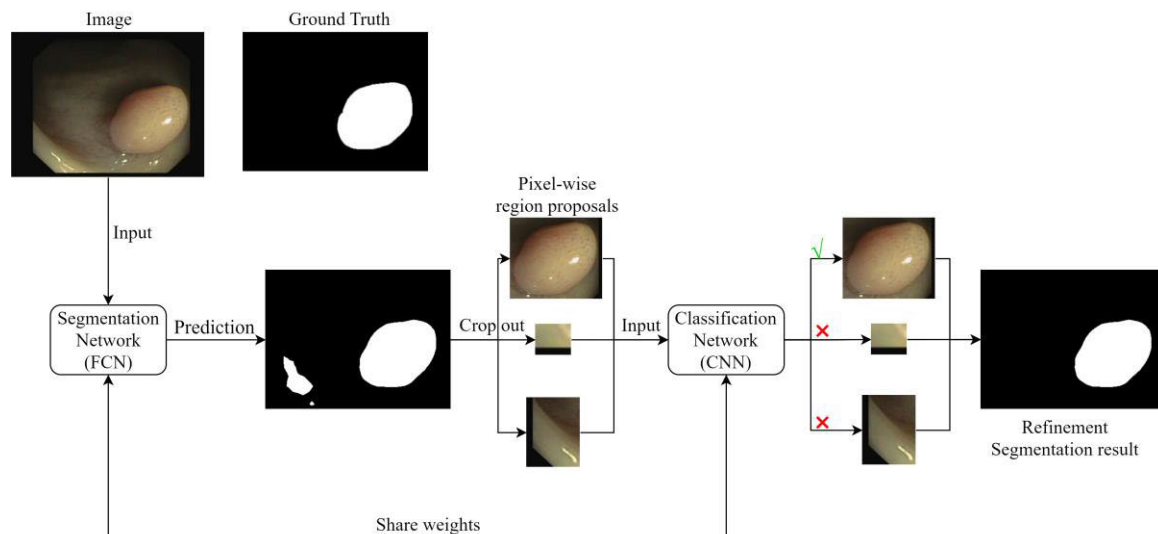 Image
Ground Truth
Input
Pixel-wise
region proposals
Segmentation
Network
(FCN)
Prediction
Crop out
Input
Classification
Network
(CNN)
√
×
×
Refinement
Segmentation result
Share weights